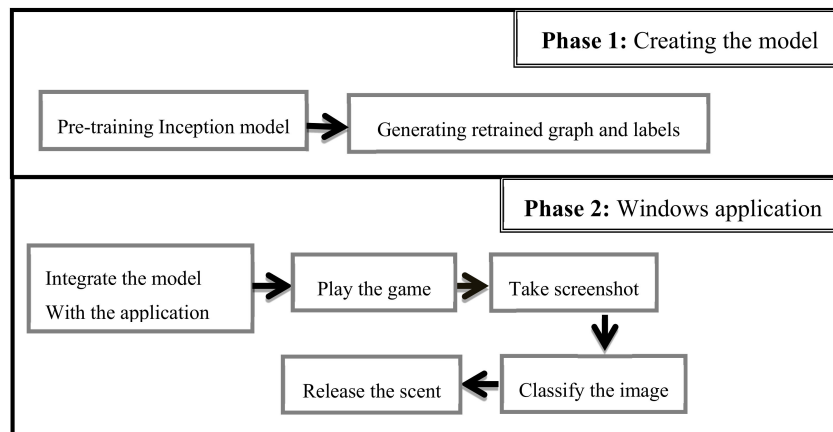 Phase 1: Creating the model
Pre-training Inception model
Generating retrained graph and labels
Phase 2: Windows application
Integrate the model
With the application
Play the game
Take screenshot
Classify the image
Release the scent